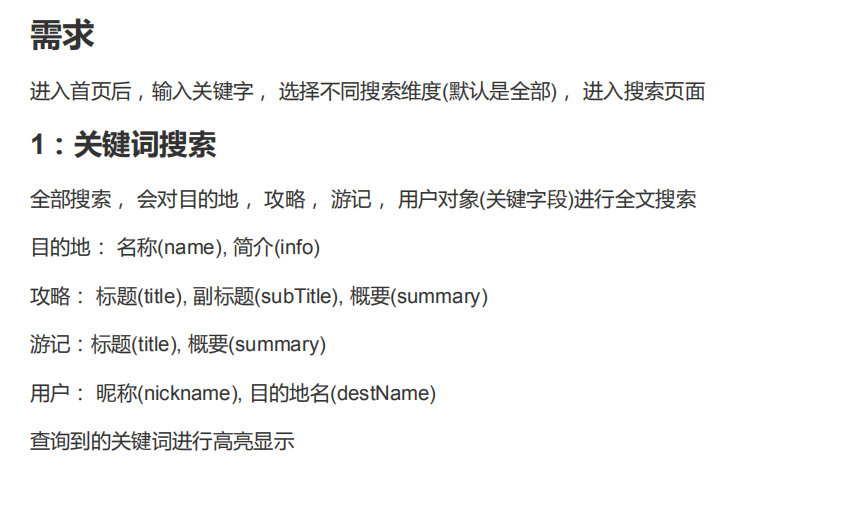 需求
进入首页后，输入关键字， 选择不同搜索维度(默认是全部)， 进入搜索页面
1：关键词搜索
全部搜索， 会对目的地， 攻略， 游记， 用户对象(关键字段)进行全文搜索
目的地： 名称(name), 简介(info)
攻略： 标题(title), 副标题(subTitle), 概要(summary)
游记：标题(title), 概要(summary)
用户： 昵称(nickname), 目的地名(destName)
查询到的关键词进行高亮显示